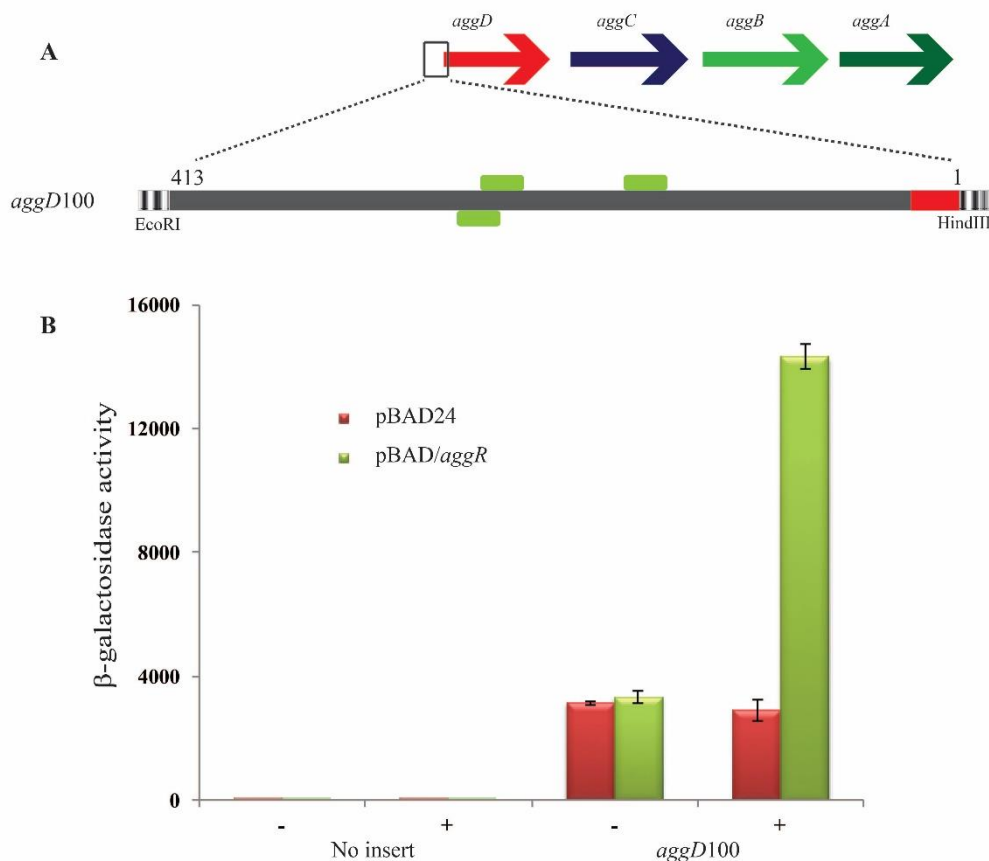 A
aggD aggC aggB aggA
413 1
aggD100
EcoRI HindIII
B
16000
12000
8000
4000
0
β-galactosidase activity
pBAD24
pBAD/aggR
- + - +
No insert aggD100